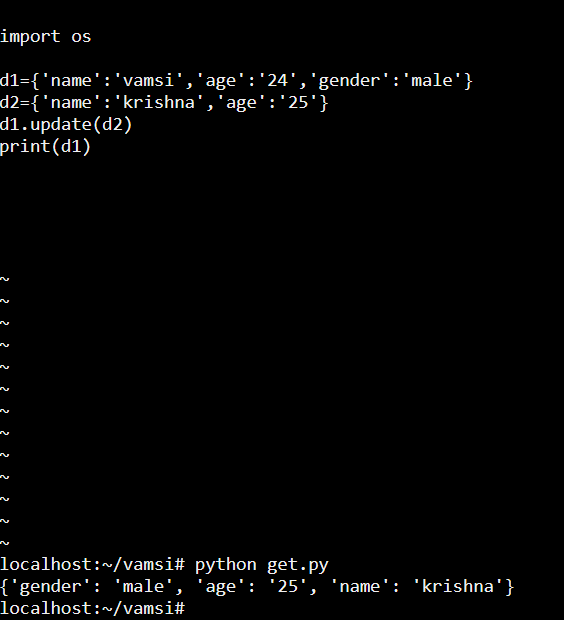 import os
d1={'name':'vamsi','age':'24','gender':'male'}
d2={'name':'krishna','age':'25'}
d1.update(d2)
print(d1)
~
~
~
~
~
~
~
~
~
~
~
~
~
localhost:~/vamsi# python get.py
{'gender': 'male', 'age': '25', 'name': 'krishna'}
localhost:~/vamsi#